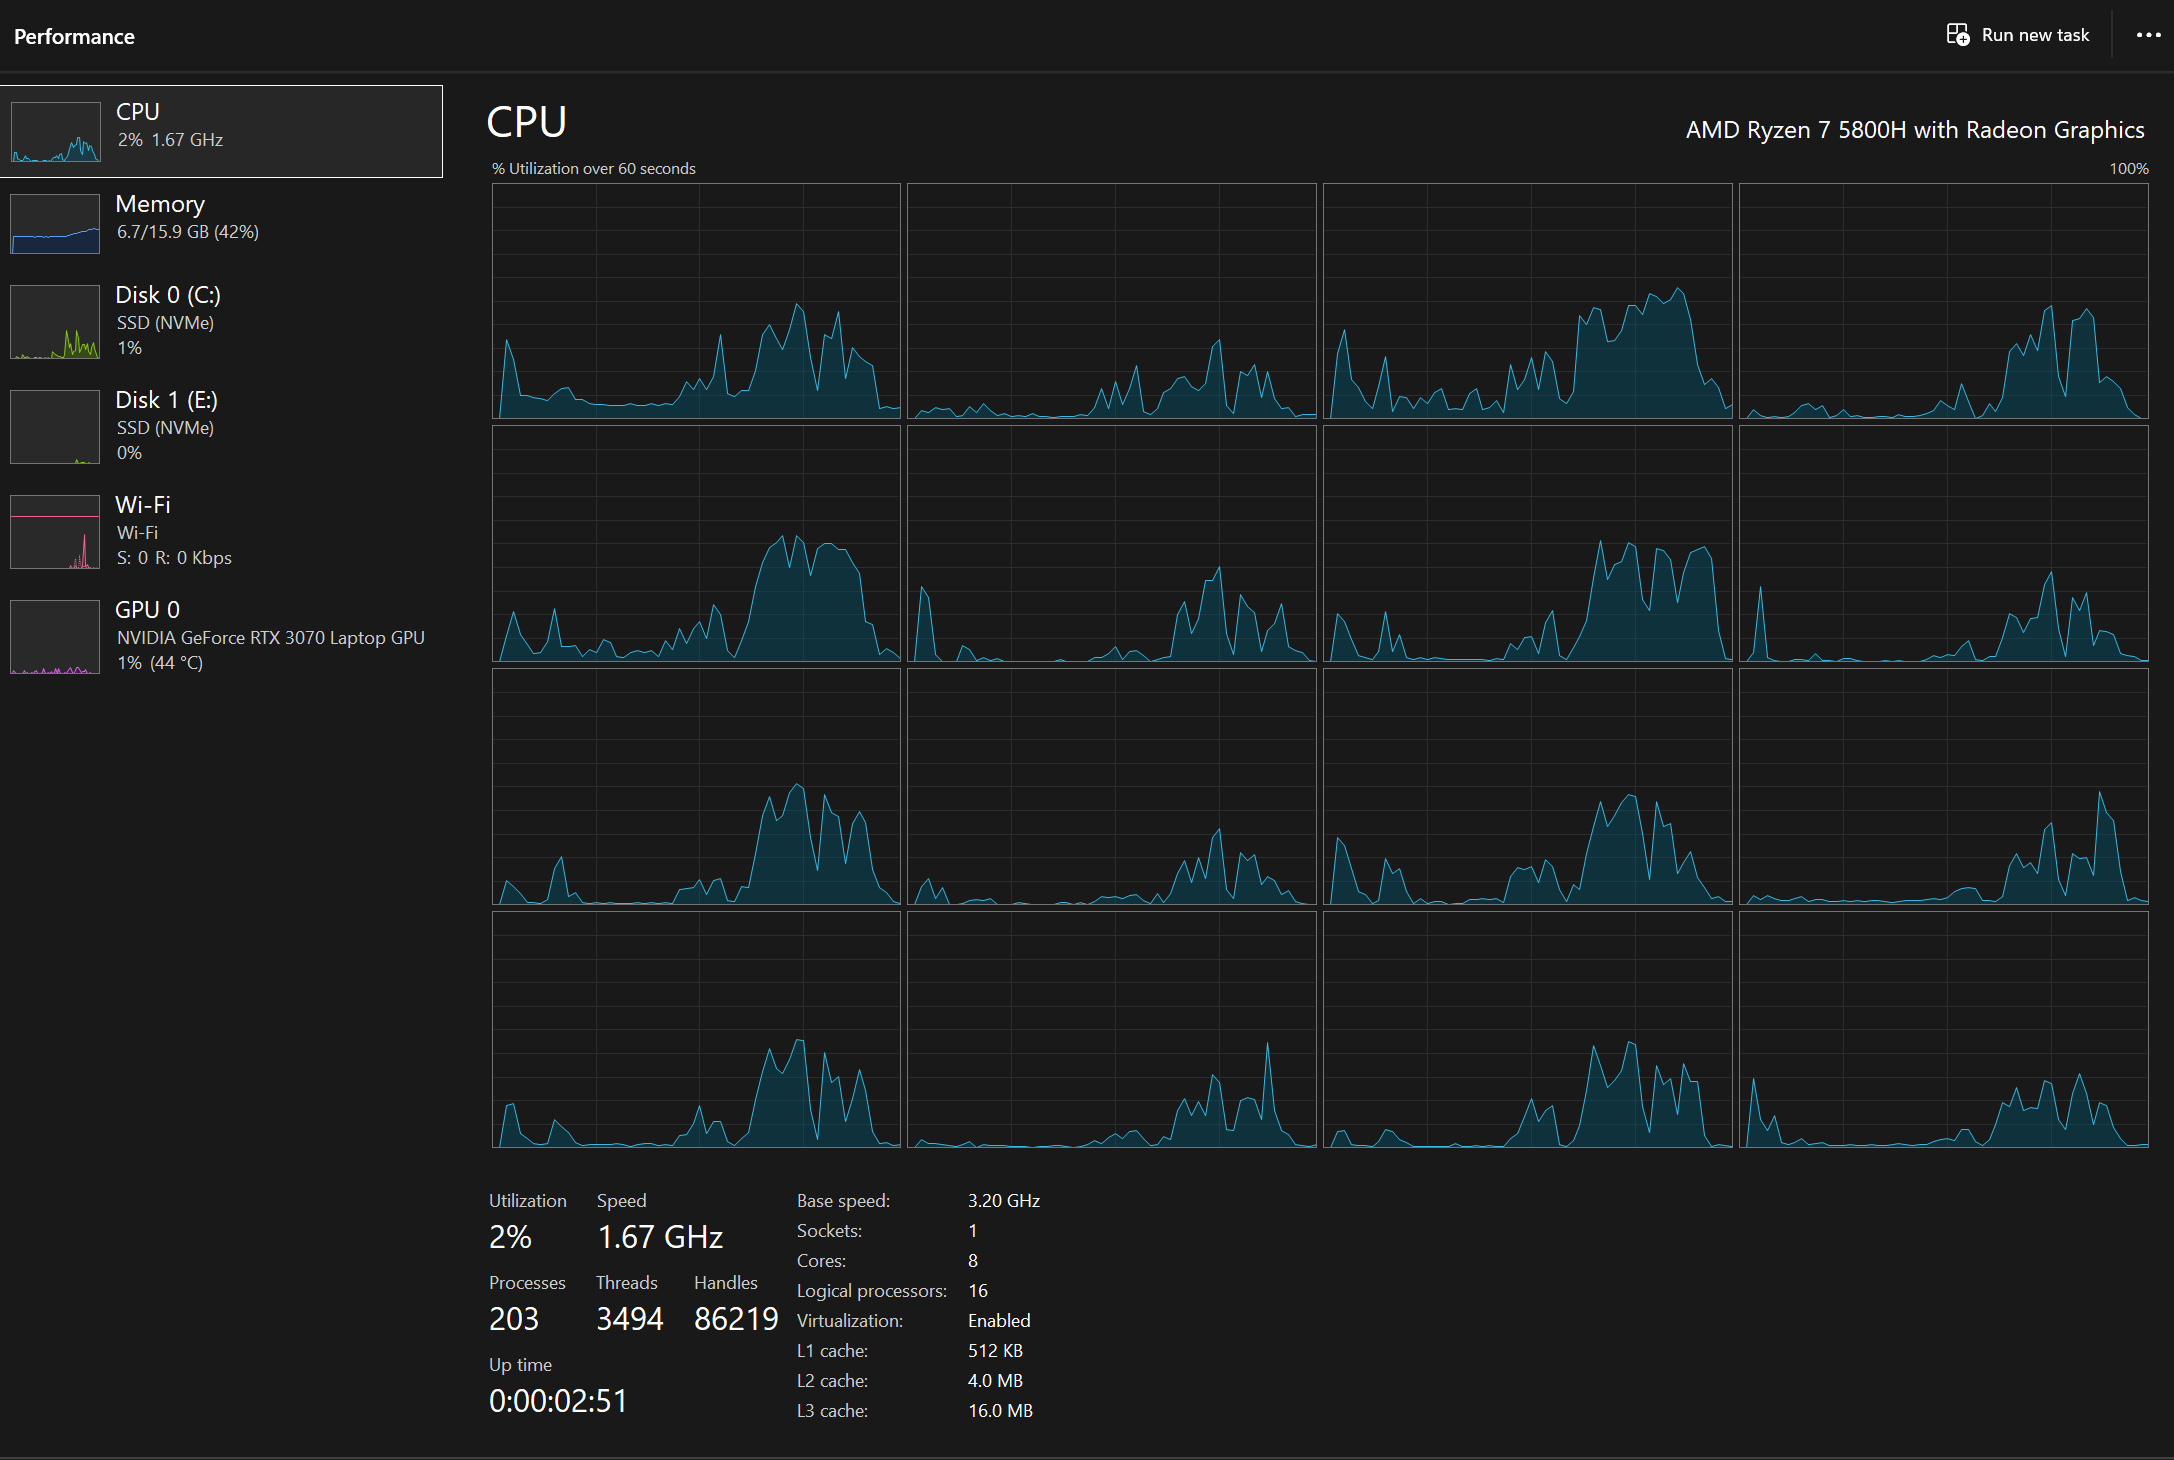 Performance
Run new task
CPU
2% 1.67 GHz
Memory
6.7/15.9 GB (42%)
Disk 0 (C:)
SSD (NVMe)
1%
Disk 1 (E:)
SSD (NVMe)
0%
Wi-Fi
Wi-Fi
S: 0 R: 0 Kbps
GPU 0
NVIDIA GeForce RTX 3070 Laptop GPU
1% (44 °C)
CPU
AMD Ryzen 7 5800H with Radeon Graphics
% Utilization over 60 seconds
100%
Utilization Speed
2% 1.67 GHz
Processes Threads Handles
203 3494 86219
Up time
0:00:02:51
Base speed: 3.20 GHz
Sockets: 1
Cores: 8
Logical processors: 16
Virtualization: Enabled
L1 cache: 512 KB
L2 cache: 4.0 MB
L3 cache: 16.0 MB